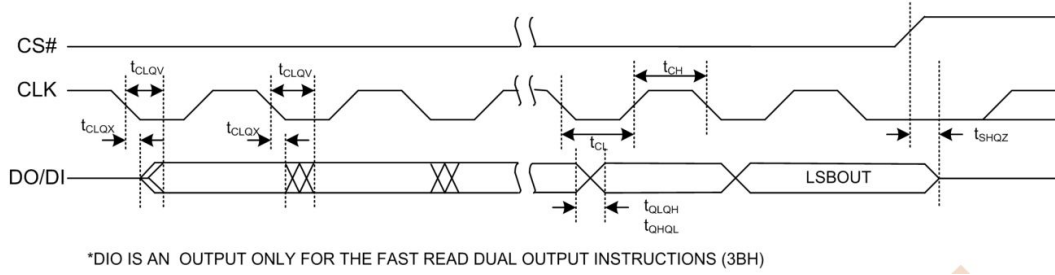 CS#
tCLQV
tCLQV
tCH
CLK
tCLQX
tCLQX
tCL
tSHQZ
DO/DI
LSBOUT
tQLQH
tQHQL
*DIO IS AN OUTPUT ONLY FOR THE FAST READ DUAL OUTPUT INSTRUCTIONS (3BH)